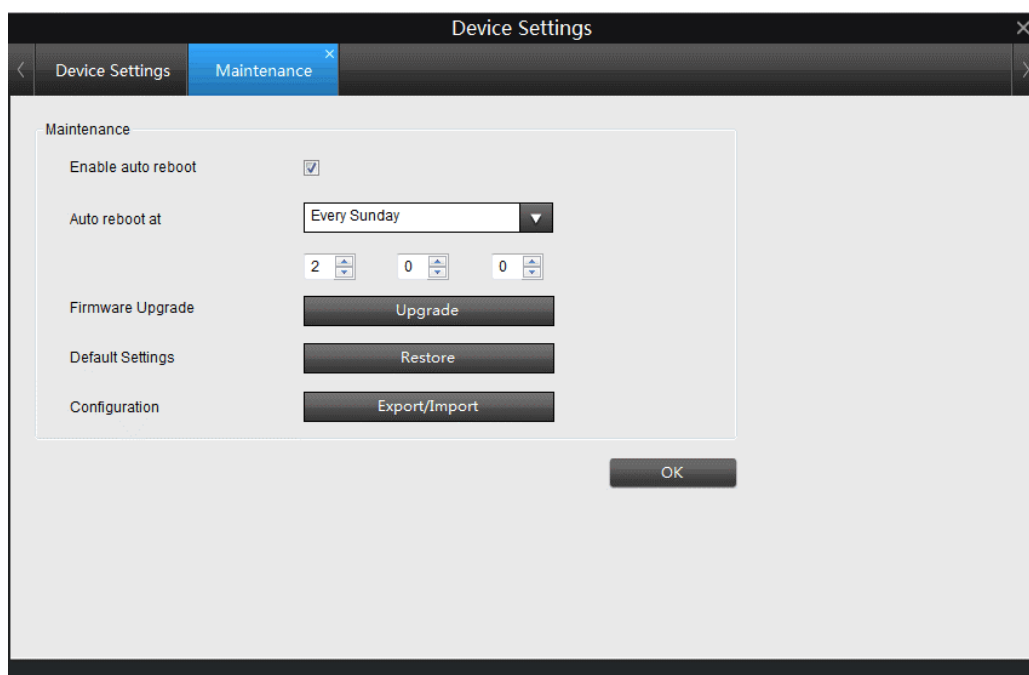 Device Settings
Device Settings Maintenance
Maintenance
Enable auto reboot
Auto reboot at Every Sunday
2 0 0
Firmware Upgrade Upgrade
Default Settings Restore
Configuration Export/Import
OK